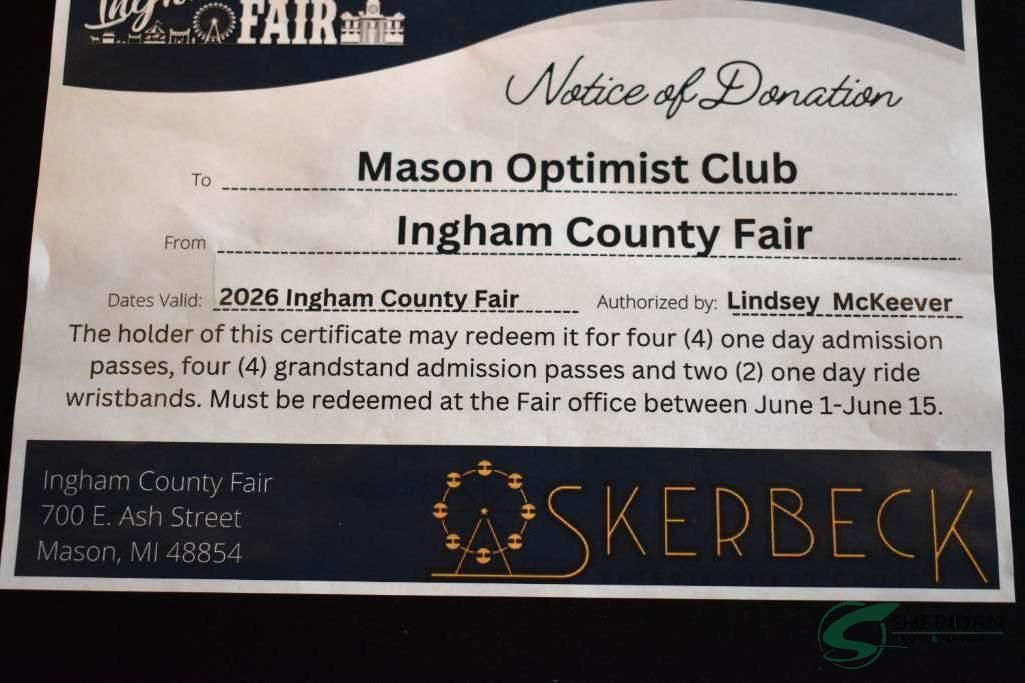 Ingham
FAIR
Notice of Donation
To Mason Optimist Club
From Ingham County Fair
Dates Valid: 2026 Ingham County Fair Authorized by: Lindsey McKeever
The holder of this certificate may redeem it for four (4) one day admission
passes, four (4) grandstand admission passes and two (2) one day ride
wristbands. Must be redeemed at the Fair office between June 1-June 15.
Ingham County Fair
700 E. Ash Street
Mason, MI 48854
SKERBECK
SHERIDAN